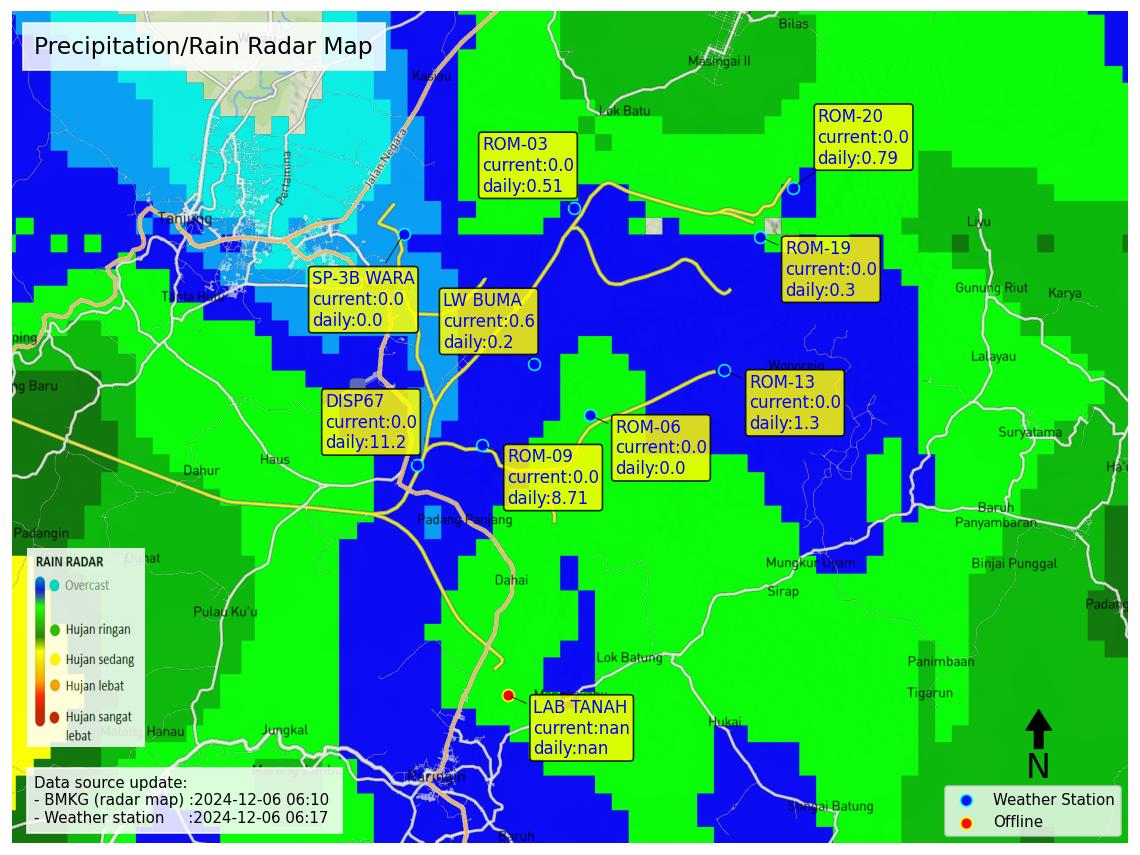 Precipitation/Rain Radar Map
Bilas
Masingai II
Kasiau
Lok Batu
Jalan Negara
Pertamina
Tanjung
ROM-03
current:0.0
daily:0.51
ROM-20
current:0.0
daily:0.79
ROM-19
current:0.0
daily:0.3
Liyu
Gunung Riut
Karya
Lalayau
SP-3B WARA
current:0.0
daily:0.0
LW BUMA
current:0.6
daily:0.2
ping
ng Baru
Wonorejo
ROM-13
current:0.0
daily:1.3
DISP67
current:0.0
daily:11.2
ROM-06
current:0.0
daily:0.0
ROM-09
current:0.0
daily:8.71
Suryatama
Haus
Dahur
Baruh
Panyambaran
Padang Panjang
Padangin
Mungkur Uyam
Binjai Punggal
Dahai
Sirap
Pulau Ku'u
Padang
Lok Batung
Panimbaan
Tigarun
LAB TANAH
current:nan
daily:nan
Hukai
Jungkal
Paringin
Sungai Batung
Baruh
RAIN RADAR
Overcast
Hujan ringan
Hujan sedang
Hujan lebat
Hujan sangat
lebat
Data source update:
- BMKG (radar map) :2024-12-06 06:10
- Weather station :2024-12-06 06:17
N
Weather Station
Offline